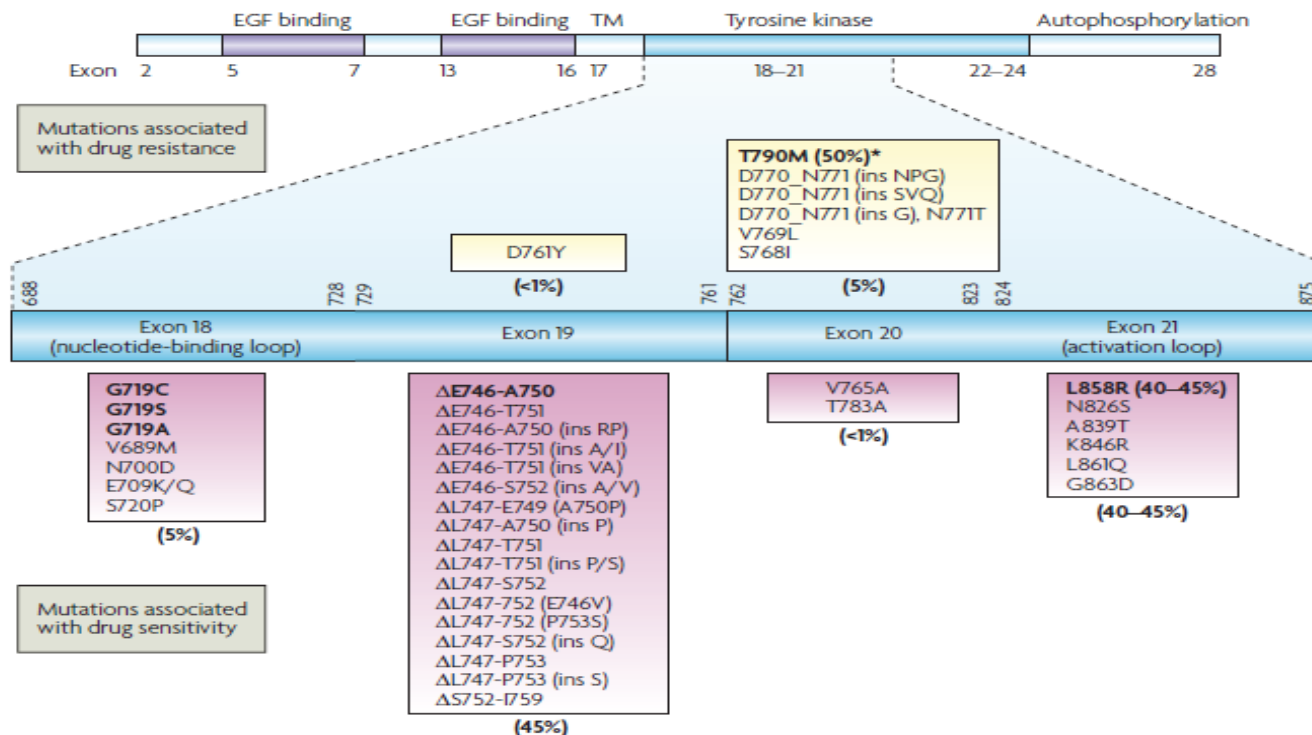 EGF binding EGF binding TM Tyrosine kinase Autophosphorylation
Exon 2 5 7 13 16 17 18–21 22–24 28
Mutations associated
with drug resistance
T790M (50%)*
D770_N771 (ins NPG)
D770_N771 (ins SVQ)
D770_N771 (ins G), N771T
V769L
S768I
(5%)
D761Y
(<1%)
688 728 729 761 762 823 824 875
Exon 18
(nucleotide-binding loop)
Exon 19
Exon 20
Exon 21
(activation loop)
G719C
G719S
G719A
V689M
N700D
E709K/Q
S720P
(5%)
ΔE746-A750
ΔE746-T751
ΔE746-A750 (ins RP)
ΔE746-T751 (ins A/I)
ΔE746-T751 (ins VA)
ΔE746-S752 (ins A/V)
ΔL747-E749 (A750P)
ΔL747-A750 (ins P)
ΔL747-T751
ΔL747-T751 (ins P/S)
ΔL747-S752
ΔL747-752 (E746V)
ΔL747-752 (P753S)
ΔL747-S752 (ins Q)
ΔL747-P753
ΔL747-P753 (ins S)
ΔS752-I759
(45%)
V765A
T783A
(<1%)
L858R (40–45%)
N826S
A839T
K846R
L861Q
G863D
(40–45%)
Mutations associated
with drug sensitivity